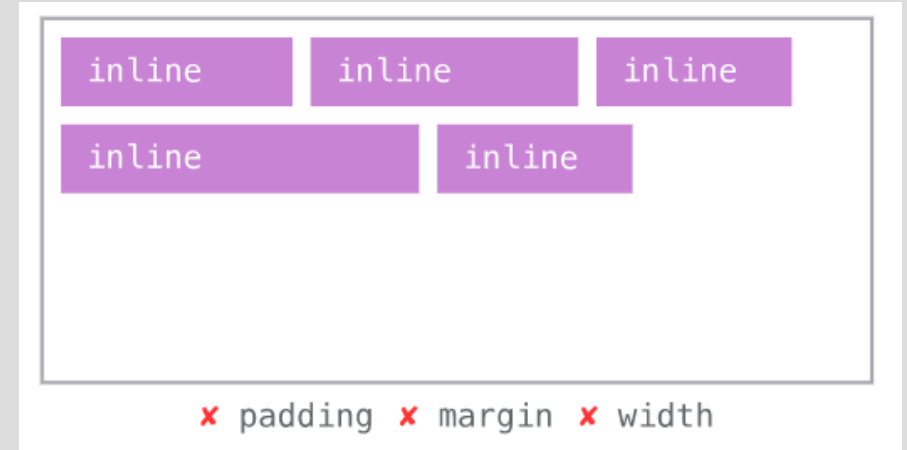 inline inline inline
inline inline
✘ padding ✘ margin ✘ width